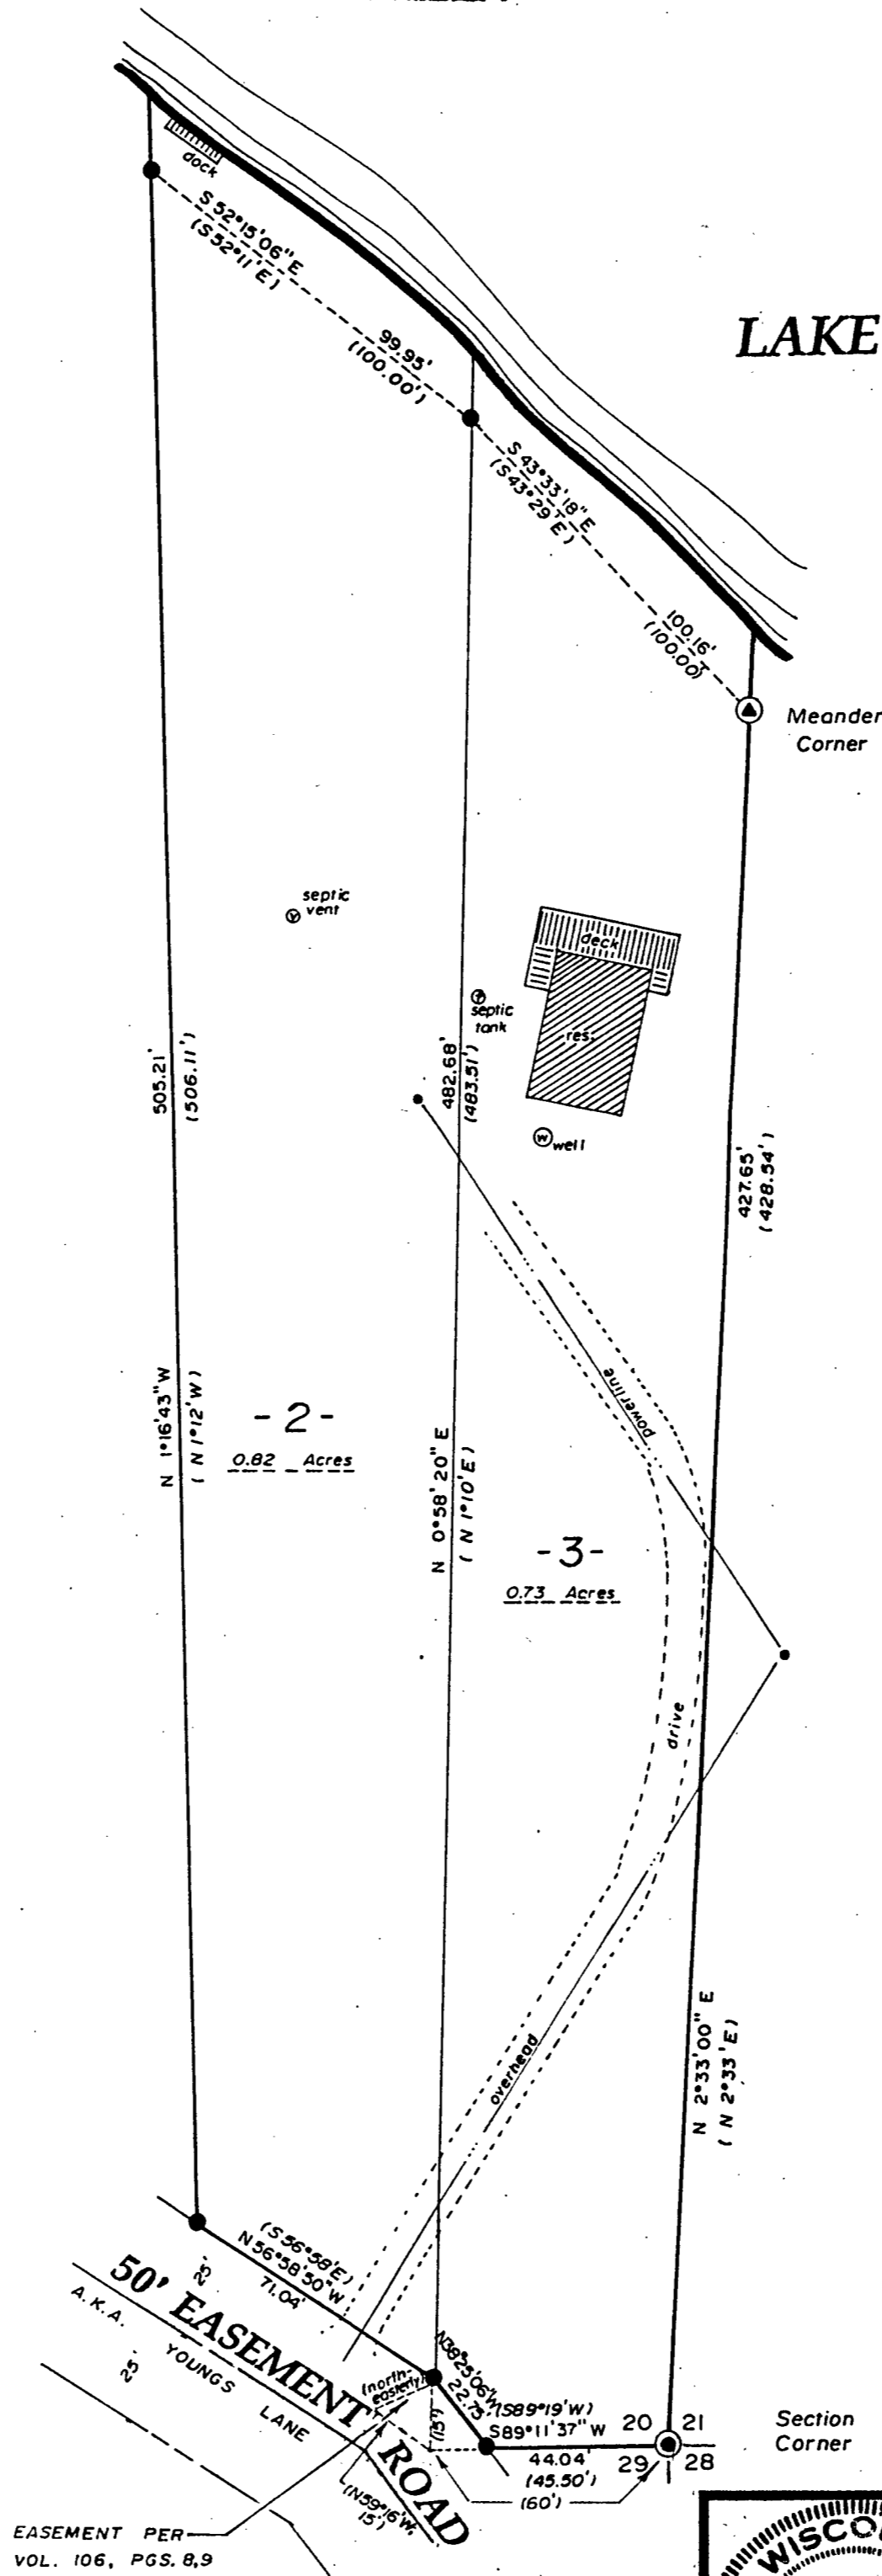 dock
S 52°15'06" E
(S 52°11' E)
99.95'
(100.00')
LAKE
S 43°33'18" E
(S 43°29 E)
100.16'
(100.00)
Meander
Corner
septic
vent
deck
septic
tank
res.
well
W
505.21'
(506.11')
482.68'
(483.51')
427.65'
(428.54')
powerline
N 1°16'43" W
(N 1°12' W)
-2-
0.82 Acres
N 0°58'20" E
(N 1°10' E)
-3-
0.73 Acres
drive
N 2°33'00" E
(N 2°33' E)
overhead
(S 56°58' E)
N 56°58'50" W
71.04'
25'
50' EASEMENT ROAD
A.K.A. YOUNGS LANE
25'
(north-
easterly)
N38°25'06"W
22.75'
(15')
(S89°19'W)
S89°11'37" W
44.04'
(45.50')
(60')
20 21
29 28
Section
Corner
(N59°16'W,
15')
EASEMENT PER
VOL. 106, PGS. 8,9